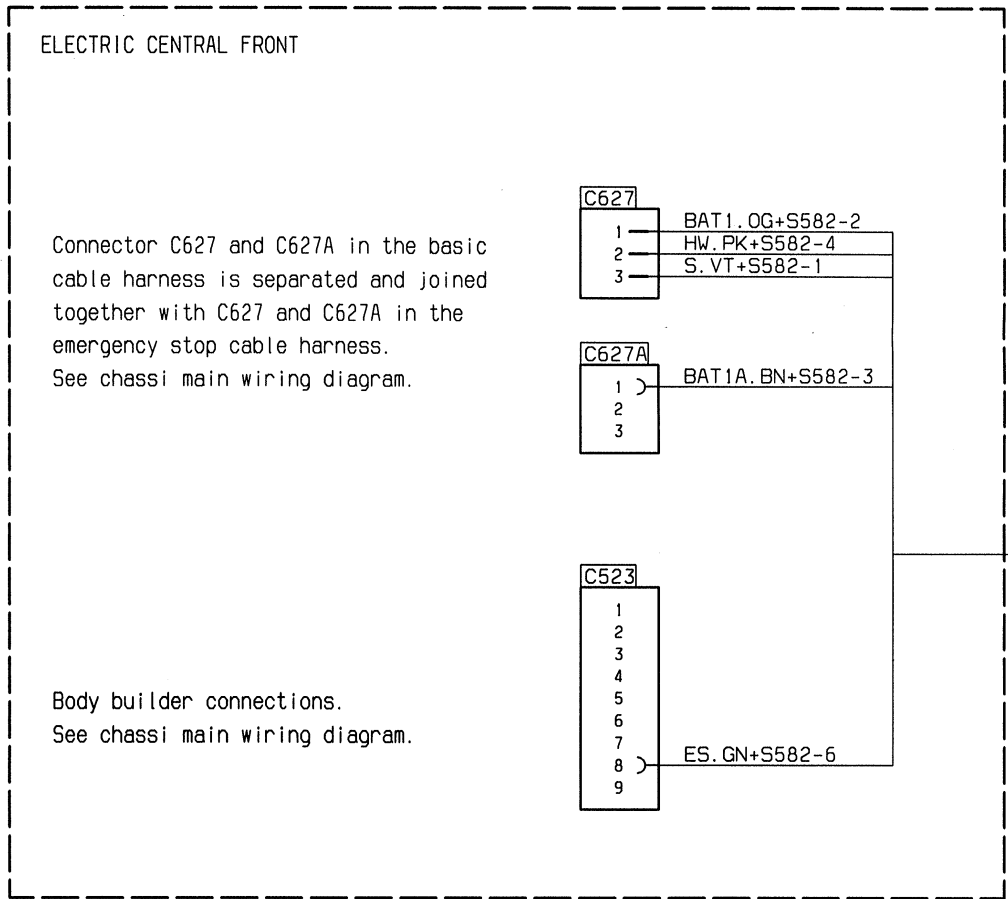 ELECTRIC CENTRAL FRONT
Connector C627 and C627A in the basic
cable harness is separated and joined
together with C627 and C627A in the
emergency stop cable harness.
See chassi main wiring diagram.
C627
1 BAT1.OG+S582-2
2 HW.PK+S582-4
3 S.VT+S582-1
C627A
1 BAT1A.BN+S582-3
2
3
Body builder connections.
See chassi main wiring diagram.
C523
1
2
3
4
5
6
7
8 ES.GN+S582-6
9